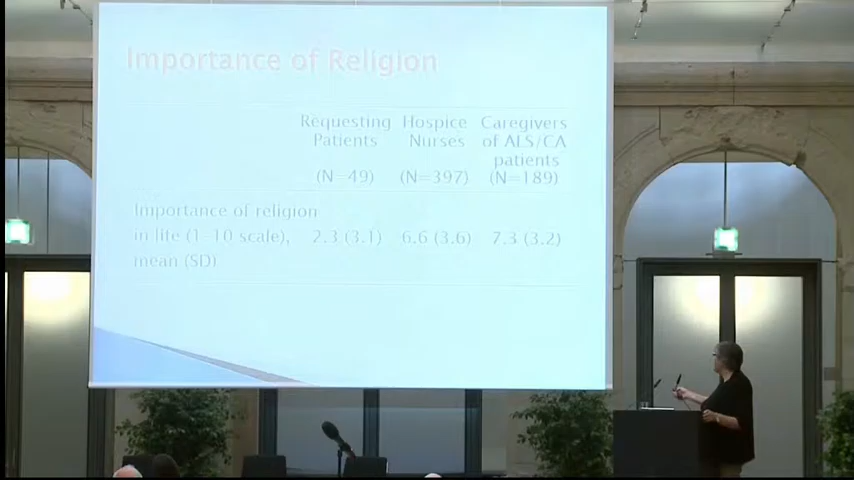 Importance of Religion
Requesting Hospice Caregivers
Patients Nurses of ALS/CA
patients
(N=49) (N=397) (N=189)
Importance of religion
in life (1-10 scale), 2.3 (3.1) 6.6 (3.6) 7.3 (3.2)
mean (SD)